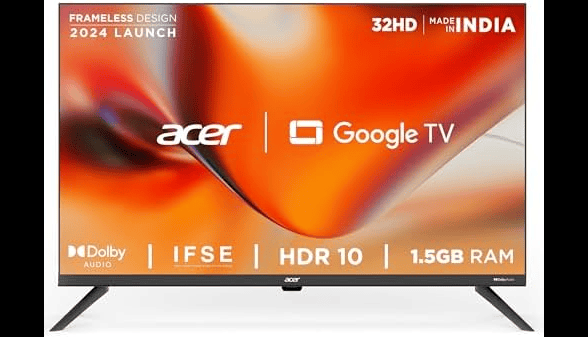 FRAMELESS DESIGN
2024 LAUNCH
32HD | MADE IN INDIA
acer | Google TV
Dolby AUDIO | IFSE | HDR 10 | 1.5GB RAM
acer